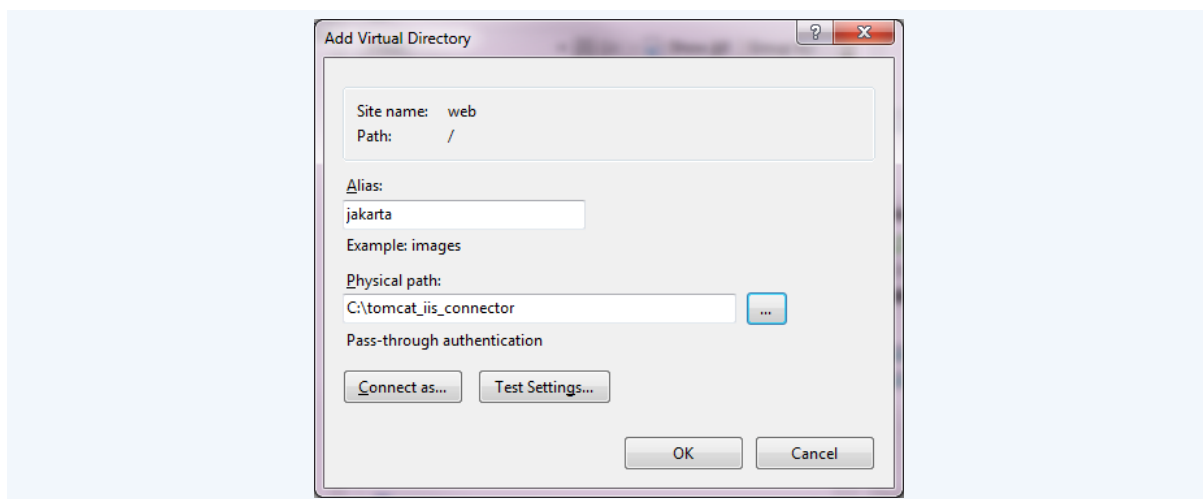 Add Virtual Directory
Site name: web
Path: /
Alias:
jakarta
Example: images
Physical path:
C:\tomcat_iis_connector
...
Pass-through authentication
Connect as... Test Settings...
OK Cancel